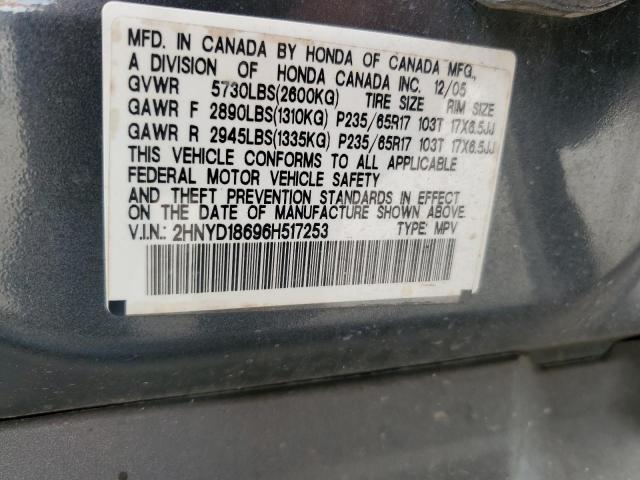 MFD. IN CANADA BY HONDA OF CANADA MFG.,
A DIVISION OF HONDA CANADA INC. 12/05
GVWR 5730LBS(2600KG) TIRE SIZE RIM SIZE
GAWR F 2890LBS(1310KG) P235/65R17 103T 17X6.5JJ
GAWR R 2945LBS(1335KG) P235/65R17 103T 17X6.5JJ
THIS VEHICLE CONFORMS TO ALL APPLICABLE
FEDERAL MOTOR VEHICLE SAFETY
AND THEFT PREVENTION STANDARDS IN EFFECT
ON THE DATE OF MANUFACTURE SHOWN ABOVE.
V.I.N.: 2HNYD18696H517253 TYPE: MPV